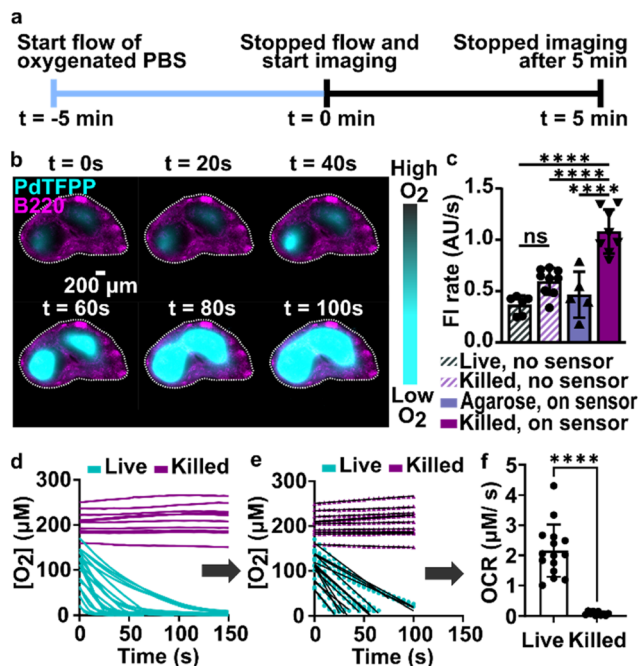 a
Start flow of
oxygenated PBS
Stopped flow and
start imaging
Stopped imaging
after 5 min
t = -5 min
t = 0 min
t = 5 min
b
t = 0s
t = 20s
t = 40s
PdTFPP
B220
200 μm
t = 60s
t = 80s
t = 100s
High
O2
Low
O2
c
****
****
****
ns
FI rate (AU/s)
1.5
1.0
0.5
0.0
Live, no sensor
Killed, no sensor
Agarose, on sensor
Killed, on sensor
d
Live
Killed
[O2] (μM)
300
200
100
0
0
50
100
150
Time (s)
e
Live
Killed
[O2] (μM)
300
200
100
0
0
50
100
150
Time (s)
f
****
OCR (μM/ s)
5
4
3
2
1
0
Live
Killed